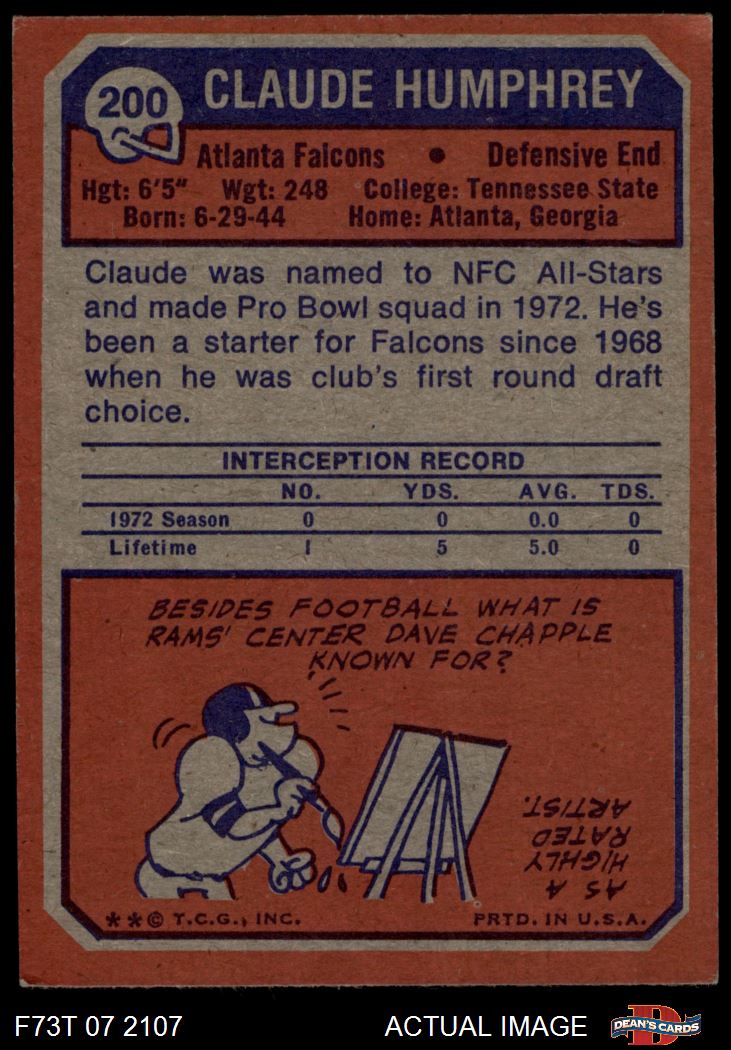 200
CLAUDE HUMPHREY
Atlanta Falcons • Defensive End
Hgt: 6'5" Wgt: 248 College: Tennessee State
Born: 6-29-44 Home: Atlanta, Georgia
Claude was named to NFC All-Stars
and made Pro Bowl squad in 1972. He's
been a starter for Falcons since 1968
when he was club's first round draft
choice.
INTERCEPTION RECORD
NO. YDS. AVG. TDS.
1972 Season 0 0 0.0 0
Lifetime 1 5 5.0 0
BESIDES FOOTBALL WHAT IS
RAMS' CENTER DAVE CHAPPLE
KNOWN FOR?
AS A
HIGHLY
RATED
ARTIST.
**© T.C.G., INC. PRTD. IN U.S.A.
F73T 07 2107 ACTUAL IMAGE
D
DEAN'S CARDS